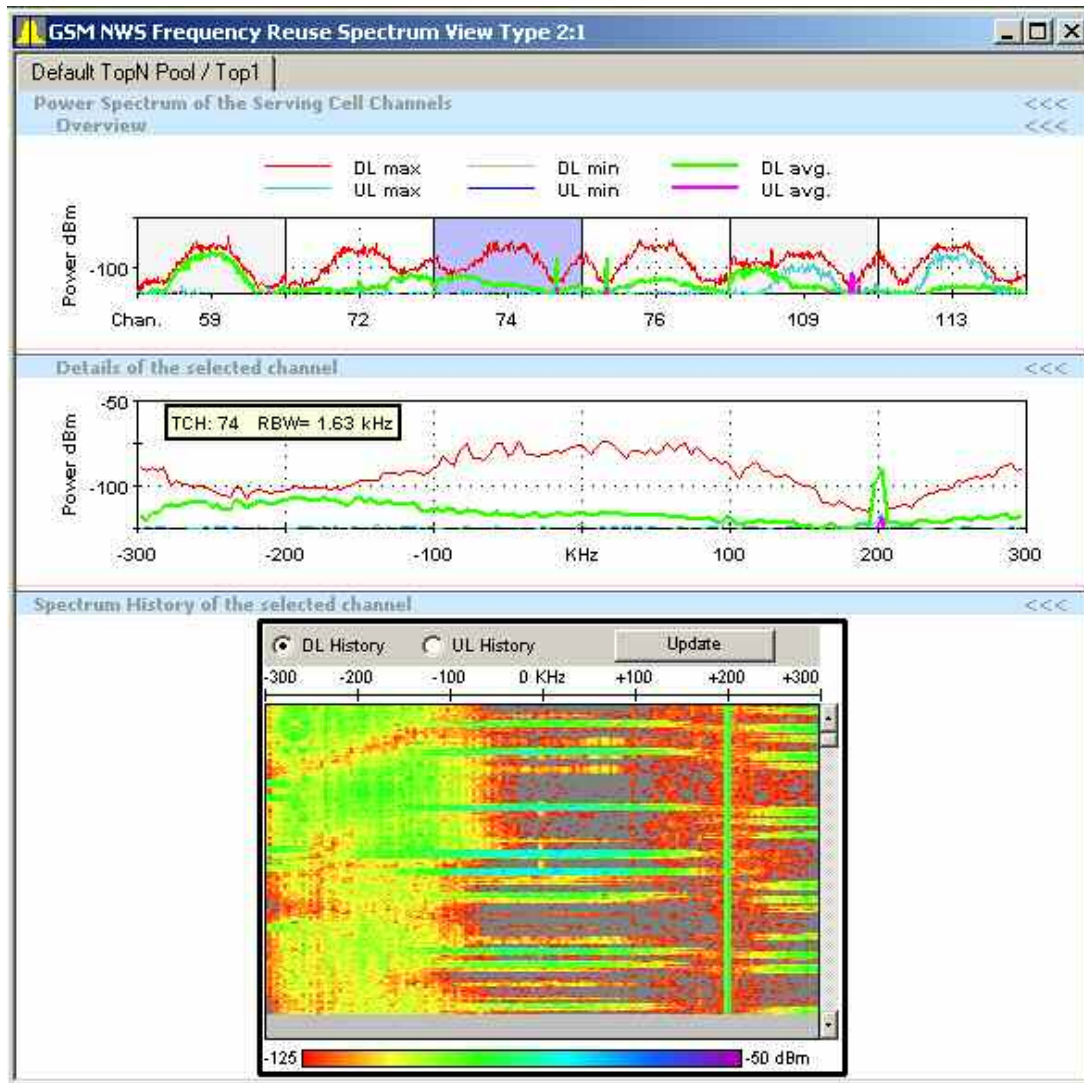 GSM NWS Frequency Reuse Spectrum View Type 2:1
Default TopN Pool / Top1
Power Spectrum of the Serving Cell Channels <<<
Overview <<<
DL max DL min DL avg.
UL max UL min UL avg.
Power dBm
-100
Chan. 59 72 74 76 109 113
Details of the selected channel <<<
-50
TCH: 74 RBW= 1.63 kHz
Power dBm
-100
-300 -200 -100 KHz 100 200 300
Spectrum History of the selected channel <<<
DL History UL History Update
-300 -200 -100 0 KHz +100 +200 +300
-125 -50 dBm